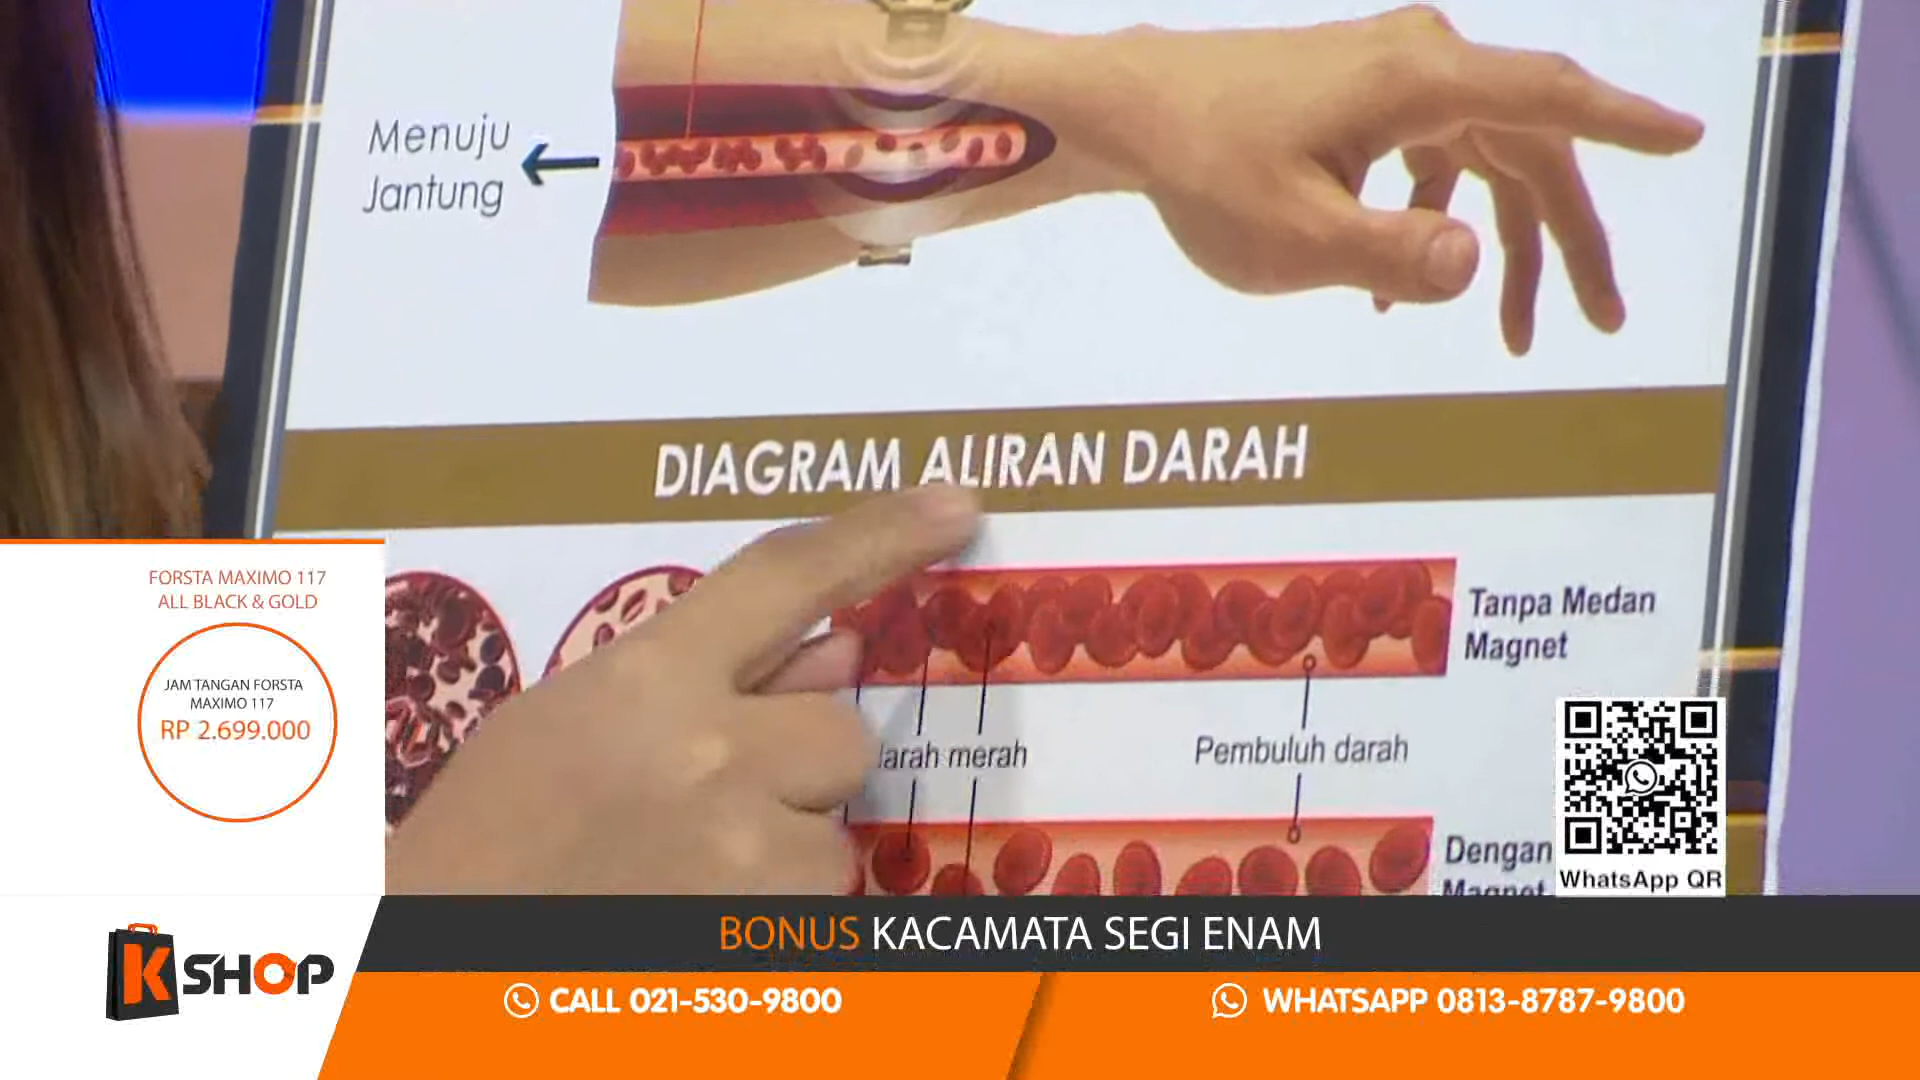 Menuju
Jantung
DIAGRAM ALIRAN DARAH
Tanpa Medan
Magnet
darah merah
Pembuluh darah
Dengan
Magnet
FORSTA MAXIMO 117
ALL BLACK & GOLD
JAM TANGAN FORSTA
MAXIMO 117
RP 2.699.000
WhatsApp QR
BONUS KACAMATA SEGI ENAM
K SHOP
CALL 021-530-9800
WHATSAPP 0813-8787-9800